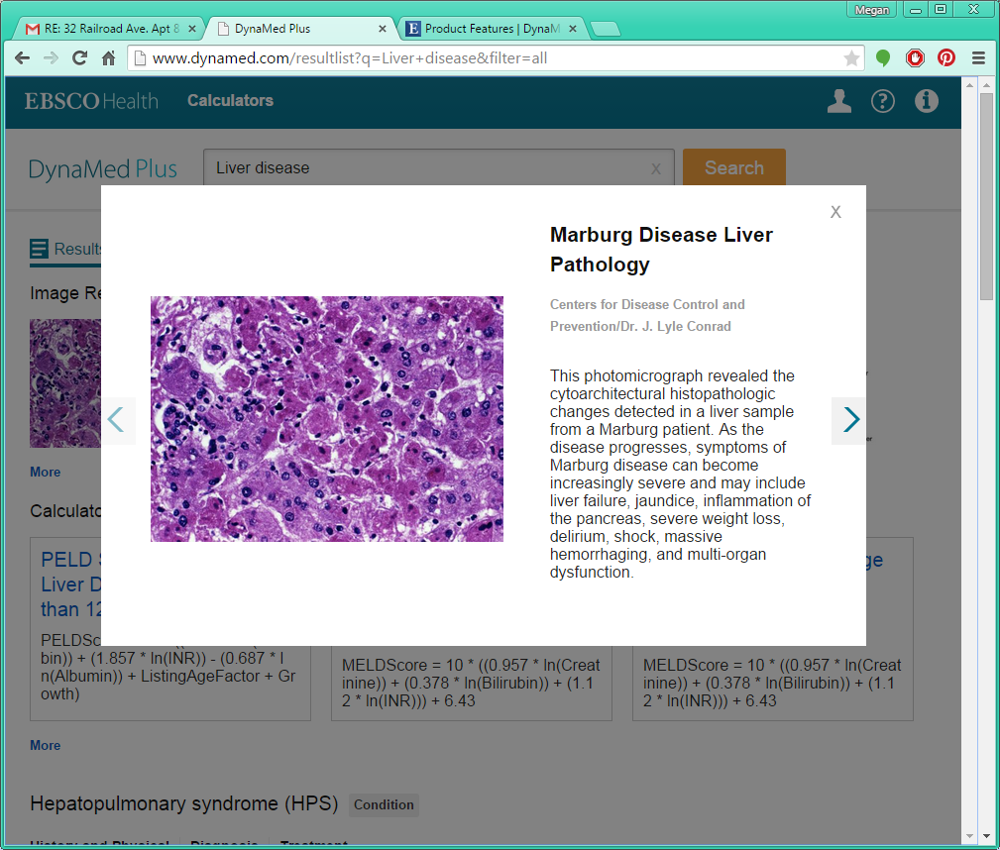 Megan
RE: 32 Railroad Ave. Apt 8
DynaMed Plus
Product Features | DynaM
www.dynamed.com/resultlist?q=Liver+disease&filter=all
EBSCO Health Calculators
DynaMed Plus
Liver disease x
Search
X
Results
Marburg Disease Liver
Pathology
Image Re
Centers for Disease Control and
Prevention/Dr. J. Lyle Conrad
This photomicrograph revealed the
cytoarchitectural histopathologic
changes detected in a liver sample
from a Marburg patient. As the
disease progresses, symptoms of
Marburg disease can become
increasingly severe and may include
liver failure, jaundice, inflammation of
the pancreas, severe weight loss,
delirium, shock, massive
hemorrhaging, and multi-organ
dysfunction.
More
Calculato
PELD S
Liver D
than 12
PELDSc
bin)) + (1.857 * ln(INR)) - (0.687 * l
n(Albumin)) + ListingAgeFactor + Gr
owth)
MELDScore = 10 * ((0.957 * ln(Creat
inine)) + (0.378 * ln(Bilirubin)) + (1.1
2 * ln(INR))) + 6.43
ge
MELDScore = 10 * ((0.957 * ln(Creat
inine)) + (0.378 * ln(Bilirubin)) + (1.1
2 * ln(INR))) + 6.43
More
Hepatopulmonary syndrome (HPS) Condition
History and Physical Diagnosis Treatment